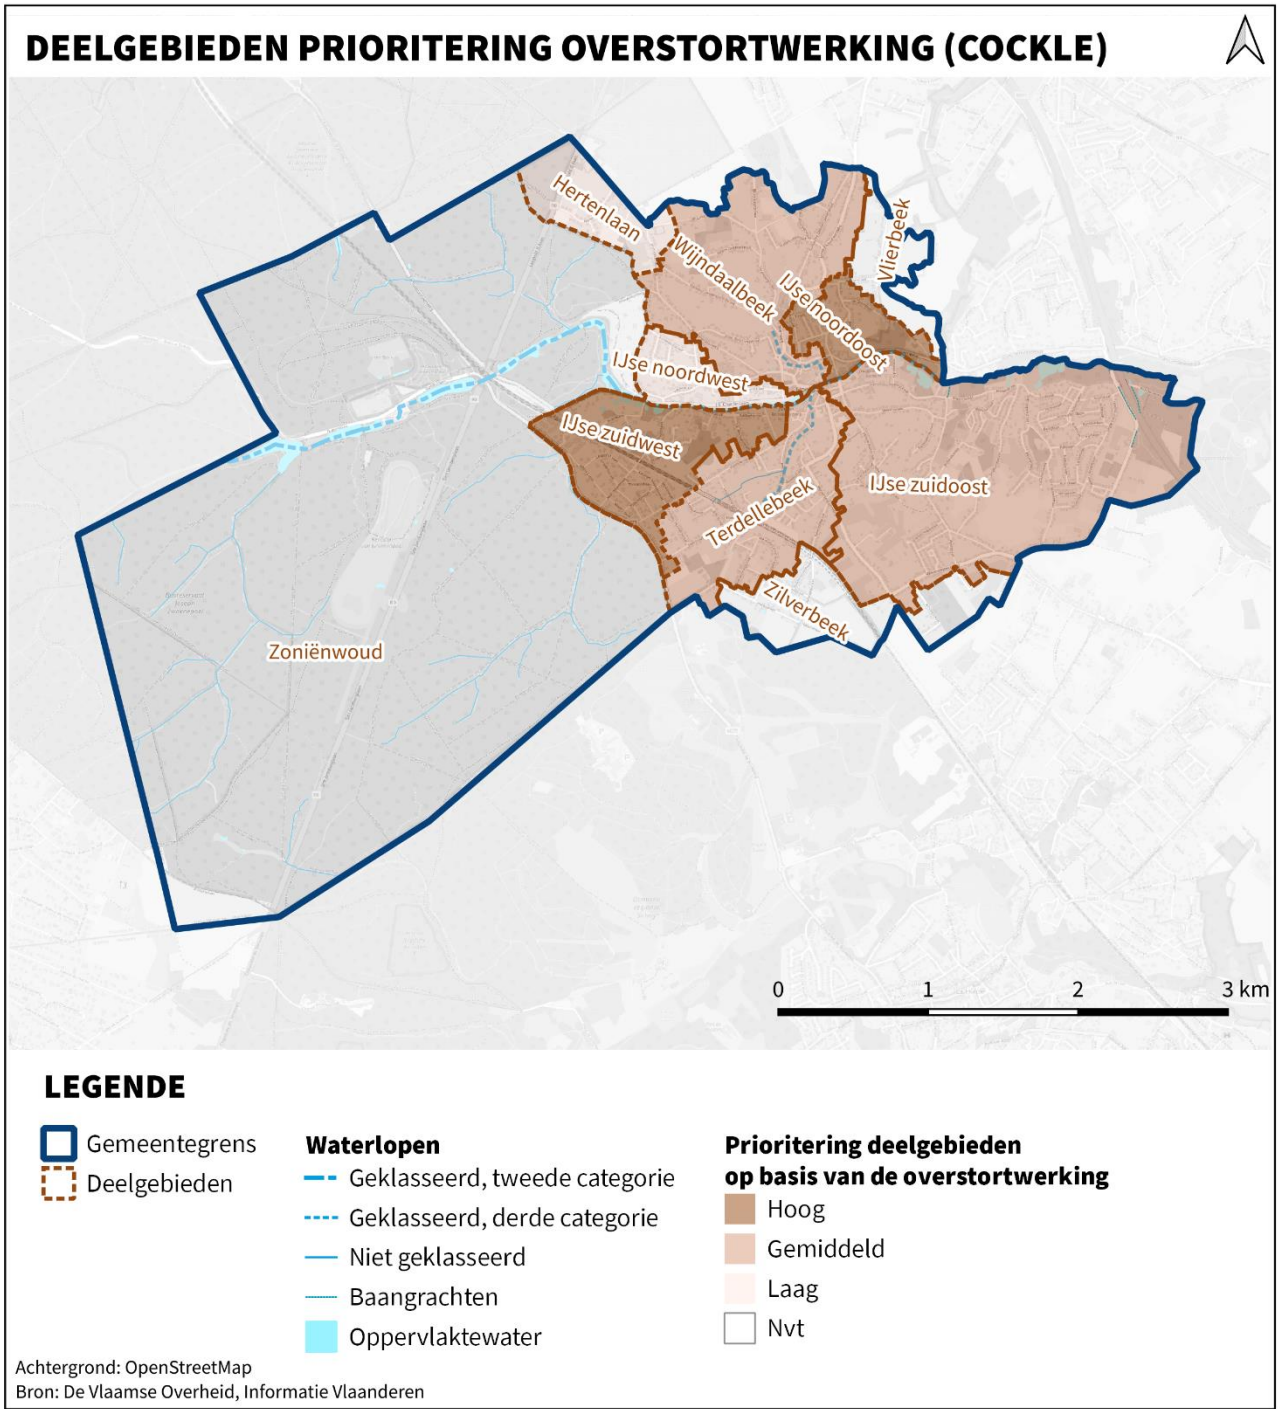 DEELGEBIEDEN PRIORITERING OVERSTORTWERKING (COCKLE)
Hertenlaan
Wijndaalbeek
Vlierbeek
IJse noordoost
IJse noordwest
IJse zuidwest
IJse zuidoost
Terdellebeek
Zilverbeek
Zoniënwoud
0 1 2 3 km
LEGENDE
Gemeentegrens
Deelgebieden
Waterlopen
Geklasseerd, tweede categorie
Geklasseerd, derde categorie
Niet geklasseerd
Baangrachten
Oppervlaktewater
Prioritering deelgebieden
op basis van de overstortwerking
Hoog
Gemiddeld
Laag
Nvt
Achtergrond: OpenStreetMap
Bron: De Vlaamse Overheid, Informatie Vlaanderen